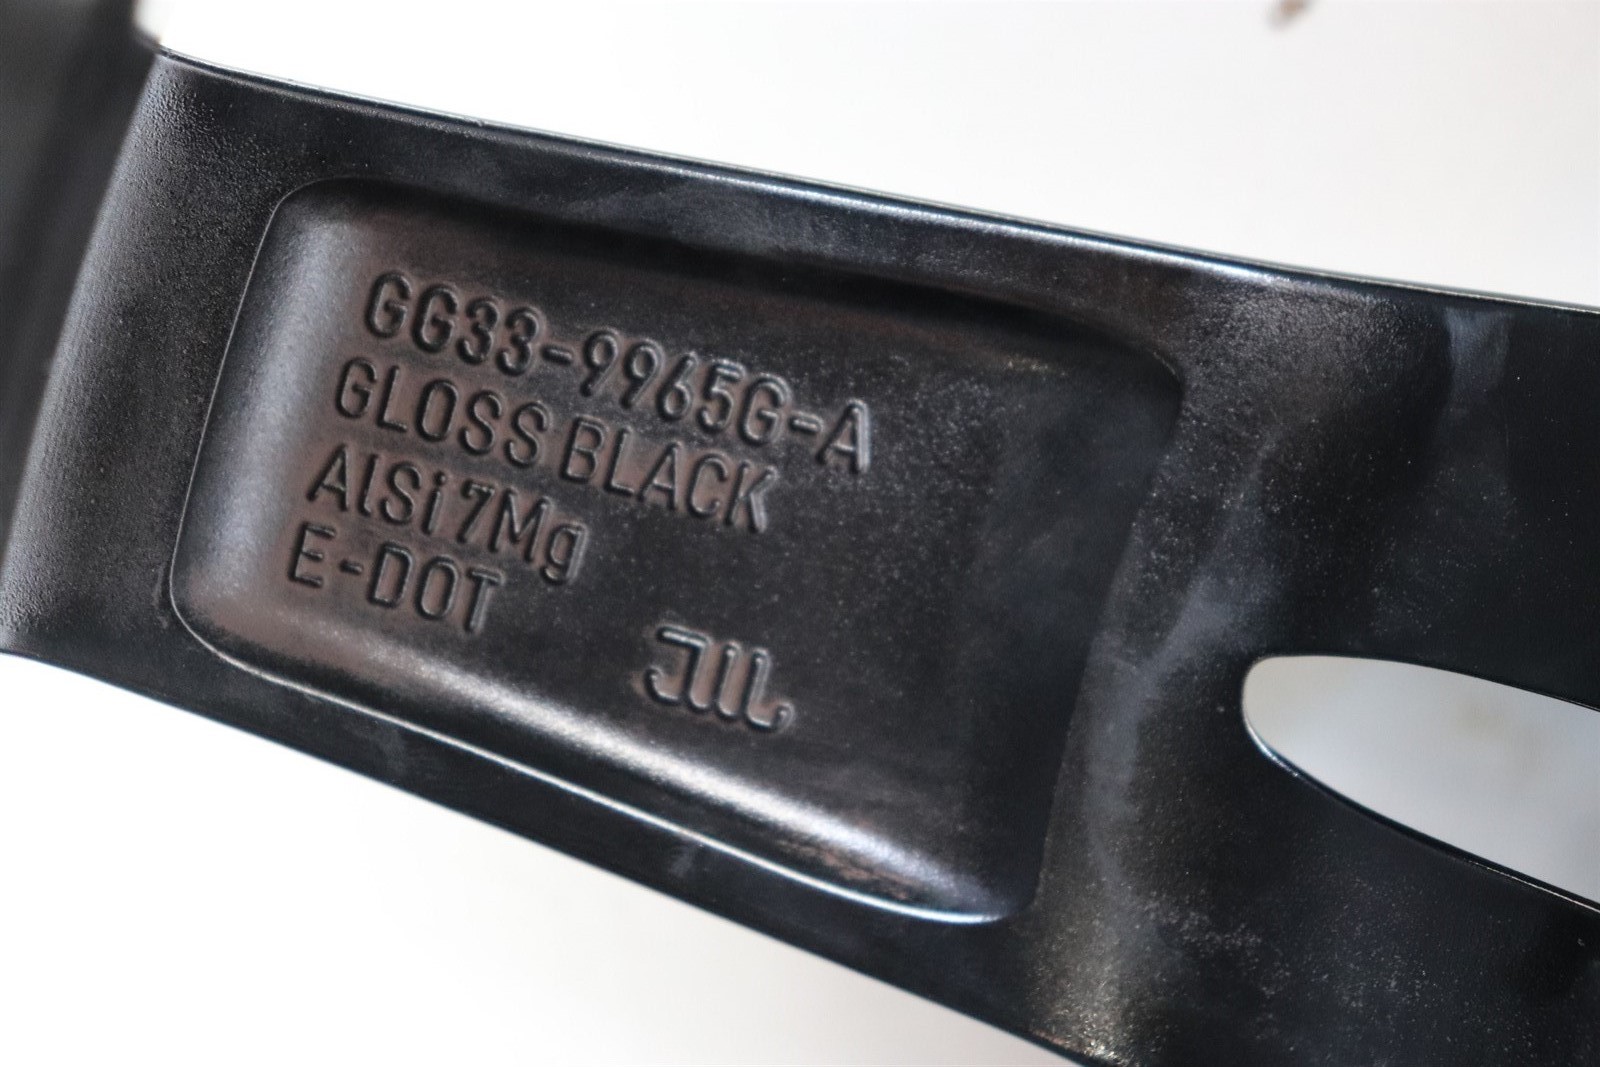 GG33-9965G-A
GLOSS BLACK
AlSi7Mg
E-DOT